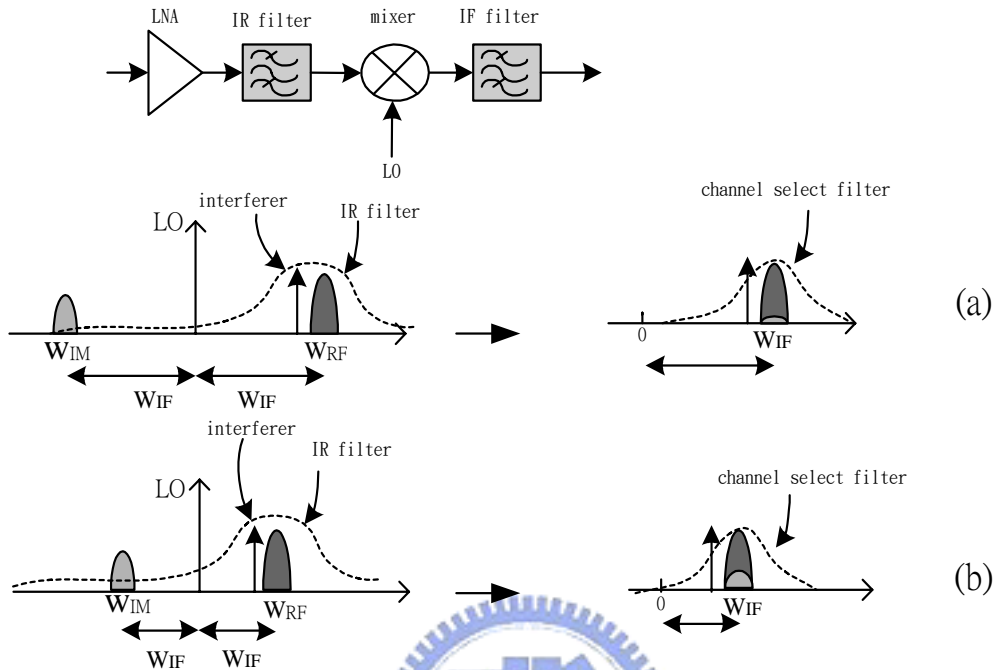 LNA
IR filter
mixer
IF filter
LO
interferer
IR filter
LO
channel select filter
(a)
WIM
WRF
0
WIF
WIF
WIF
interferer
IR filter
LO
channel select filter
(b)
WIM
WRF
0
WIF
WIF
WIF